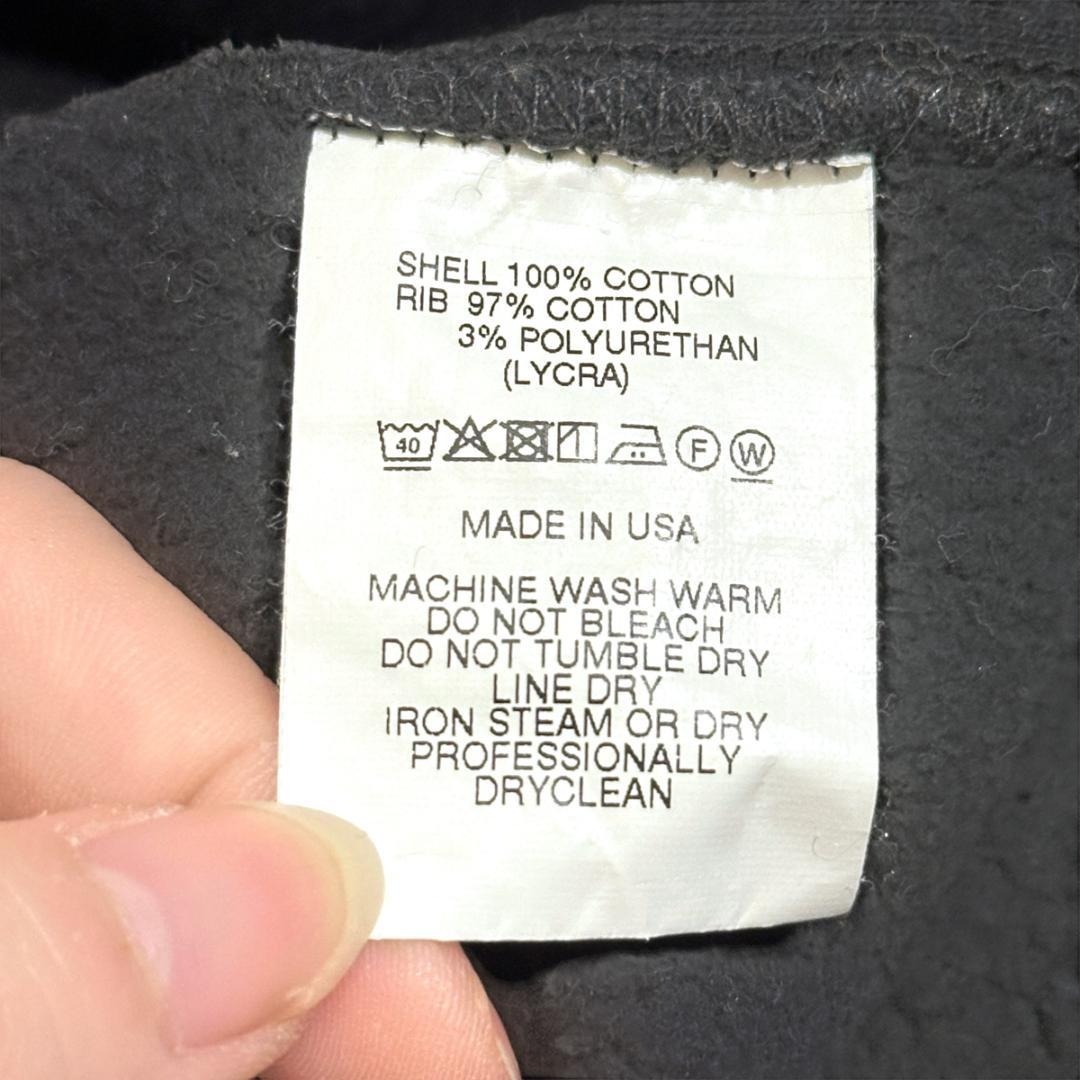 SHELL 100% COTTON
RIB 97% COTTON
3% POLYURETHAN
(LYCRA)
40 F W
MADE IN USA
MACHINE WASH WARM
DO NOT BLEACH
DO NOT TUMBLE DRY
LINE DRY
IRON STEAM OR DRY
PROFESSIONALLY
DRYCLEAN